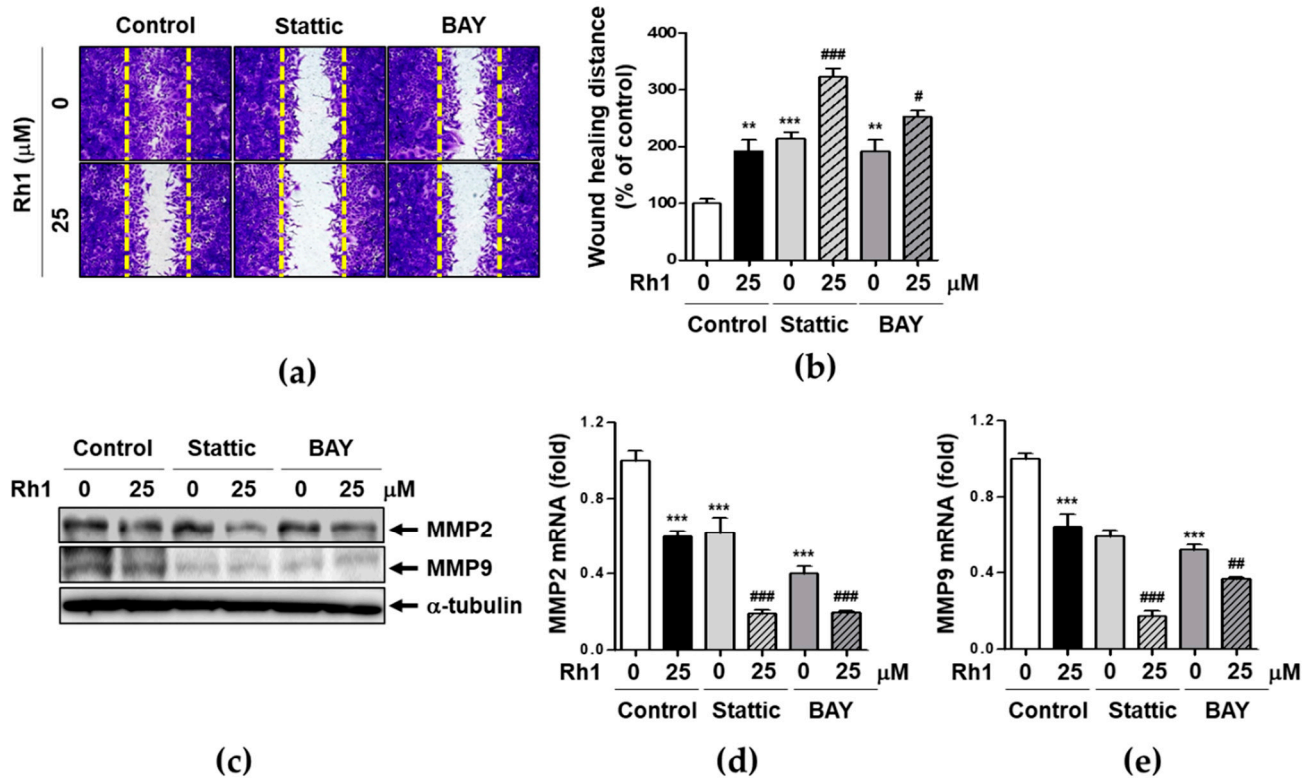 Control Stattic BAY
Rh1 (μM)
0
25
(a)
Wound healing distance
(% of control)
400
300
200
100
0
**
***
###
**
#
Rh1 0 25 0 25 0 25 μM
Control Stattic BAY
(b)
Control Stattic BAY
Rh1 0 25 0 25 0 25 μM
MMP2
MMP9
α-tubulin
(c)
MMP2 mRNA (fold)
1.2
0.8
0.4
0.0
***
***
###
***
###
Rh1 0 25 0 25 0 25 μM
Control Stattic BAY
(d)
MMP9 mRNA (fold)
1.2
0.8
0.4
0.0
***
###
***
##
Rh1 0 25 0 25 0 25 μM
Control Stattic BAY
(e)